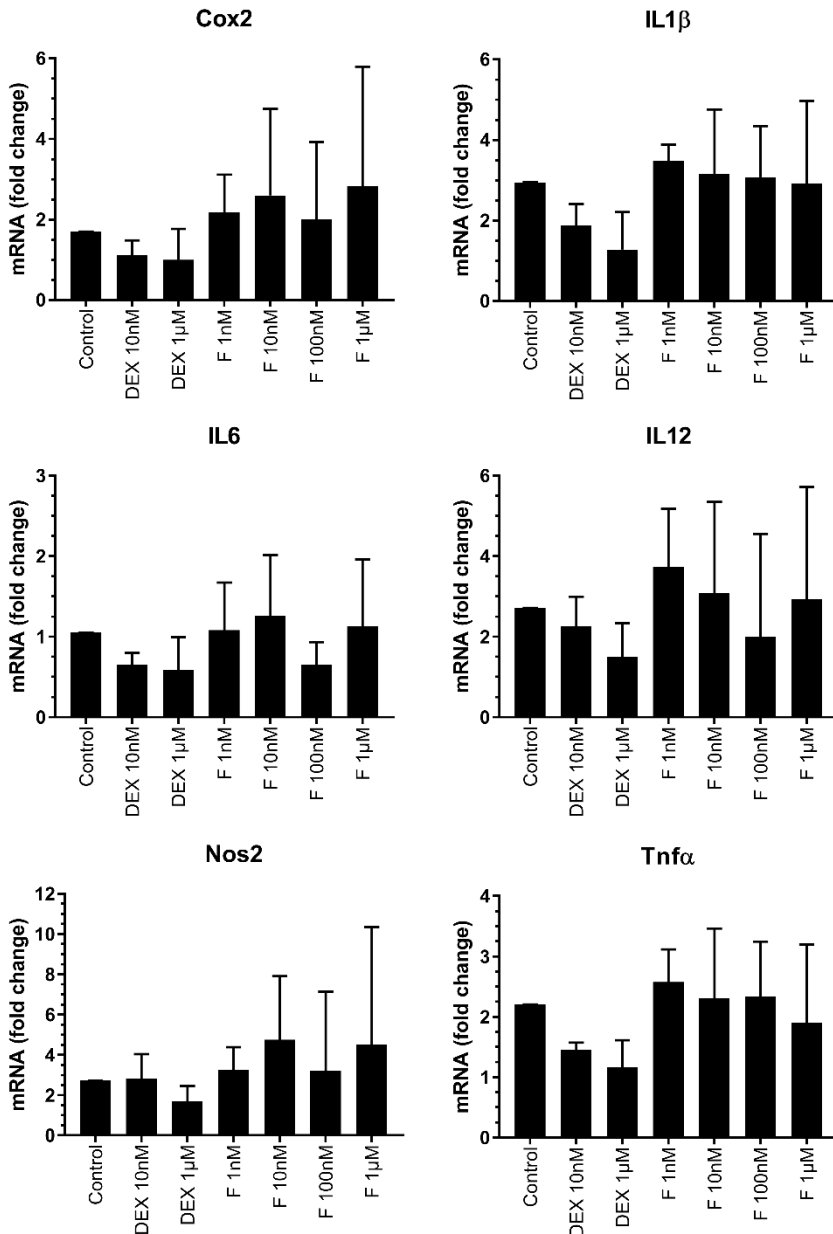 Cox2
mRNA (fold change)
6
4
2
0
Control
DEX 10nM
DEX 1µM
F 1nM
F 10nM
F 100nM
F 1µM
IL1β
mRNA (fold change)
6
4
2
0
Control
DEX 10nM
DEX 1µM
F 1nM
F 10nM
F 100nM
F 1µM
IL6
mRNA (fold change)
3
2
1
0
Control
DEX 10nM
DEX 1µM
F 1nM
F 10nM
F 100nM
F 1µM
IL12
mRNA (fold change)
6
4
2
0
Control
DEX 10nM
DEX 1µM
F 1nM
F 10nM
F 100nM
F 1µM
Nos2
mRNA (fold change)
12
10
8
6
4
2
0
Control
DEX 10nM
DEX 1µM
F 1nM
F 10nM
F 100nM
F 1µM
Tnfα
mRNA (fold change)
4
3
2
1
0
Control
DEX 10nM
DEX 1µM
F 1nM
F 10nM
F 100nM
F 1µM